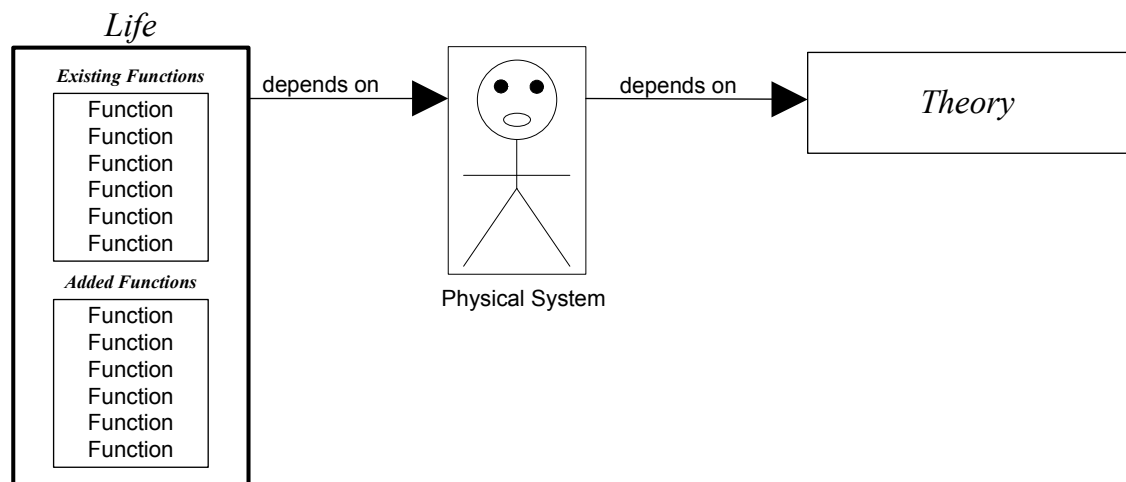 Life
Existing Functions
Function
Function
Function
Function
Function
Function
Added Functions
Function
Function
Function
Function
Function
Function
depends on
Physical System
depends on
Theory